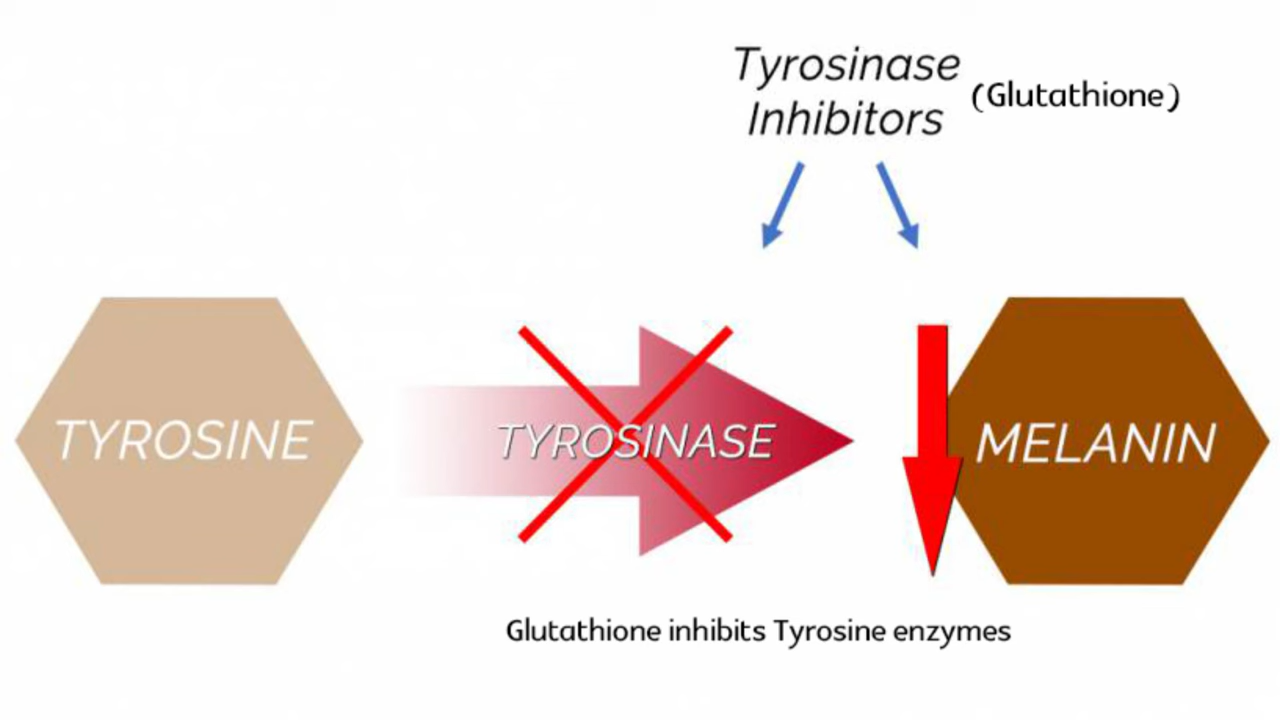 Tyrosinase
Inhibitors
(Glutathione)
TYROSINE
TYROSINASE
MELANIN
Glutathione inhibits Tyrosine enzymes